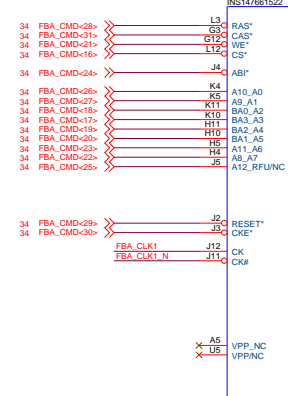 INS147661522
34 FBA_CMD<28> L3 RAS*
34 FBA_CMD<31> G3 CAS*
34 FBA_CMD<21> G12 WE*
34 FBA_CMD<16> L12 CS*
34 FBA_CMD<24> J4 ABI*
34 FBA_CMD<26> K4 A10_A0
34 FBA_CMD<27> K5 A9_A1
34 FBA_CMD<18> K11 BA0_A2
34 FBA_CMD<17> K10 BA3_A3
34 FBA_CMD<19> H11 BA2_A4
34 FBA_CMD<20> H10 BA1_A5
34 FBA_CMD<23> H5 A11_A6
34 FBA_CMD<22> H4 A8_A7
34 FBA_CMD<25> J5 A12_RFU/NC
34 FBA_CMD<29> J2 RESET*
34 FBA_CMD<30> J3 CKE*
FBA_CLK1 J12 CK
FBA_CLK1_N J11 CK#
A5 VPP_NC
U5 VPP/NC